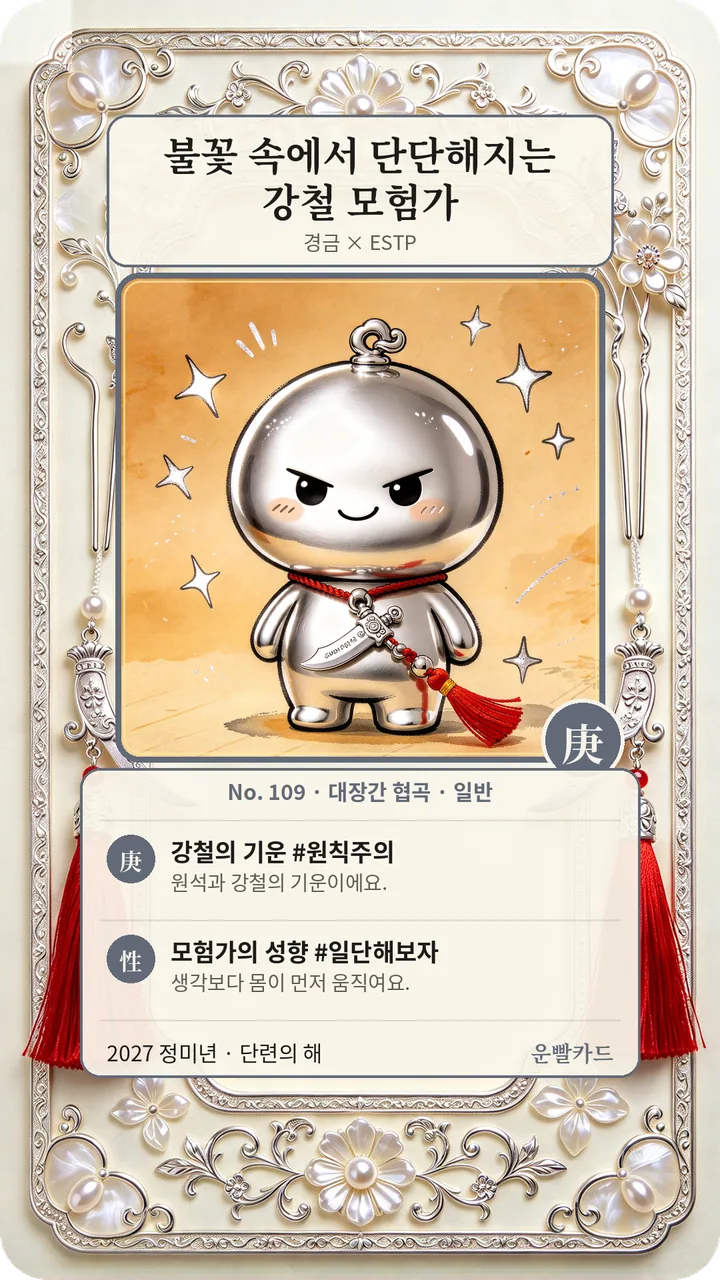 불꽃 속에서 단단해지는
강철 모험가
경금 × ESTP
庚
No. 109 · 대장간 협곡 · 일반
庚
강철의 기운 #원칙주의
원석과 강철의 기운이에요.
性
모험가의 성향 #일단해보자
생각보다 몸이 먼저 움직여요.
2027 정미년 · 단련의 해
운빨카드